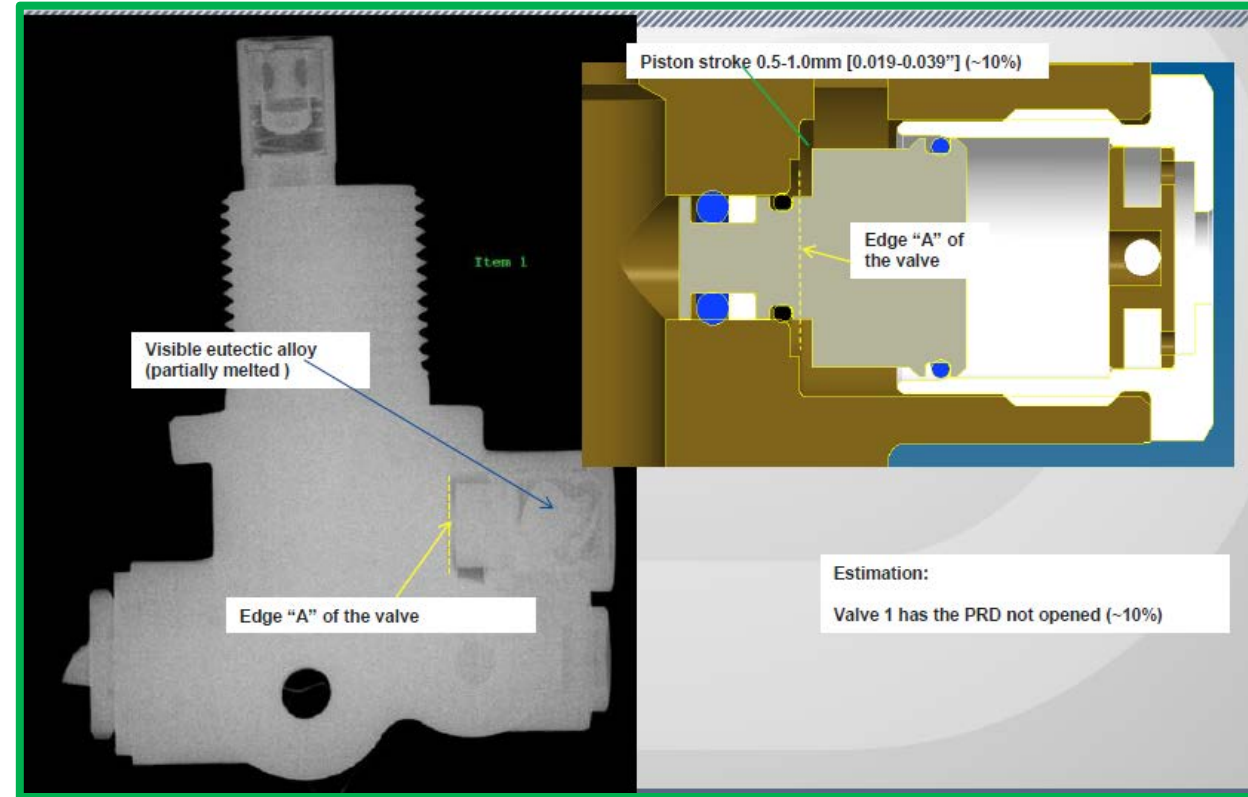 Piston stroke 0.5-1.0mm [0.019-0.039”] (~10%)
Edge “A” of
the valve
Item 1
Visible eutectic alloy
(partially melted )
Edge “A” of the valve
Estimation:
Valve 1 has the PRD not opened (~10%)